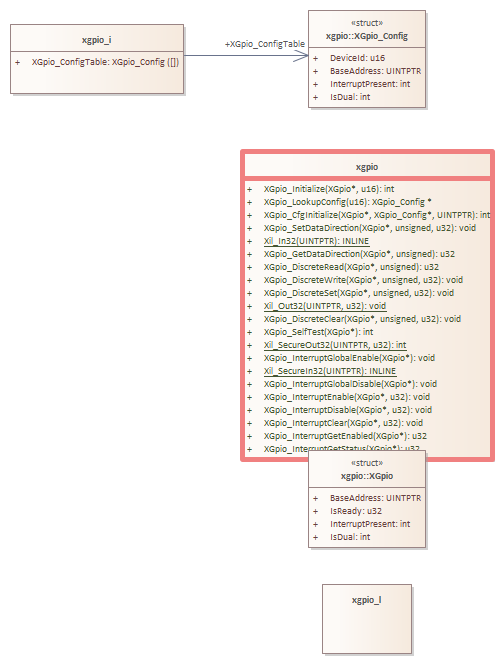 xgpio_i
+ XGpio_ConfigTable: XGpio_Config ([])
+XGpio_ConfigTable
«struct»
xgpio::XGpio_Config
+ DeviceId: u16
+ BaseAddress: UINTPTR
+ InterruptPresent: int
+ IsDual: int
xgpio
+ XGpio_Initialize(XGpio*, u16): int
+ XGpio_LookupConfig(u16): XGpio_Config *
+ XGpio_CfgInitialize(XGpio*, XGpio_Config*, UINTPTR): int
+ XGpio_SetDataDirection(XGpio*, unsigned, u32): void
+ Xil_In32(UINTPTR): INLINE
+ XGpio_GetDataDirection(XGpio*, unsigned): u32
+ XGpio_DiscreteRead(XGpio*, unsigned): u32
+ XGpio_DiscreteWrite(XGpio*, unsigned, u32): void
+ XGpio_DiscreteSet(XGpio*, unsigned, u32): void
+ Xil_Out32(UINTPTR, u32): void
+ XGpio_DiscreteClear(XGpio*, unsigned, u32): void
+ XGpio_SelfTest(XGpio*): int
+ Xil_SecureOut32(UINTPTR, u32): int
+ XGpio_InterruptGlobalEnable(XGpio*): void
+ Xil_SecureIn32(UINTPTR): INLINE
+ XGpio_InterruptGlobalDisable(XGpio*): void
+ XGpio_InterruptEnable(XGpio*, u32): void
+ XGpio_InterruptDisable(XGpio*, u32): void
+ XGpio_InterruptClear(XGpio*, u32): void
+ XGpio_InterruptGetEnabled(XGpio*): u32
+ XGpio_InterruptGetStatus(XGpio*): u32
«struct»
xgpio::XGpio
+ BaseAddress: UINTPTR
+ IsReady: u32
+ InterruptPresent: int
+ IsDual: int
xgpio_l